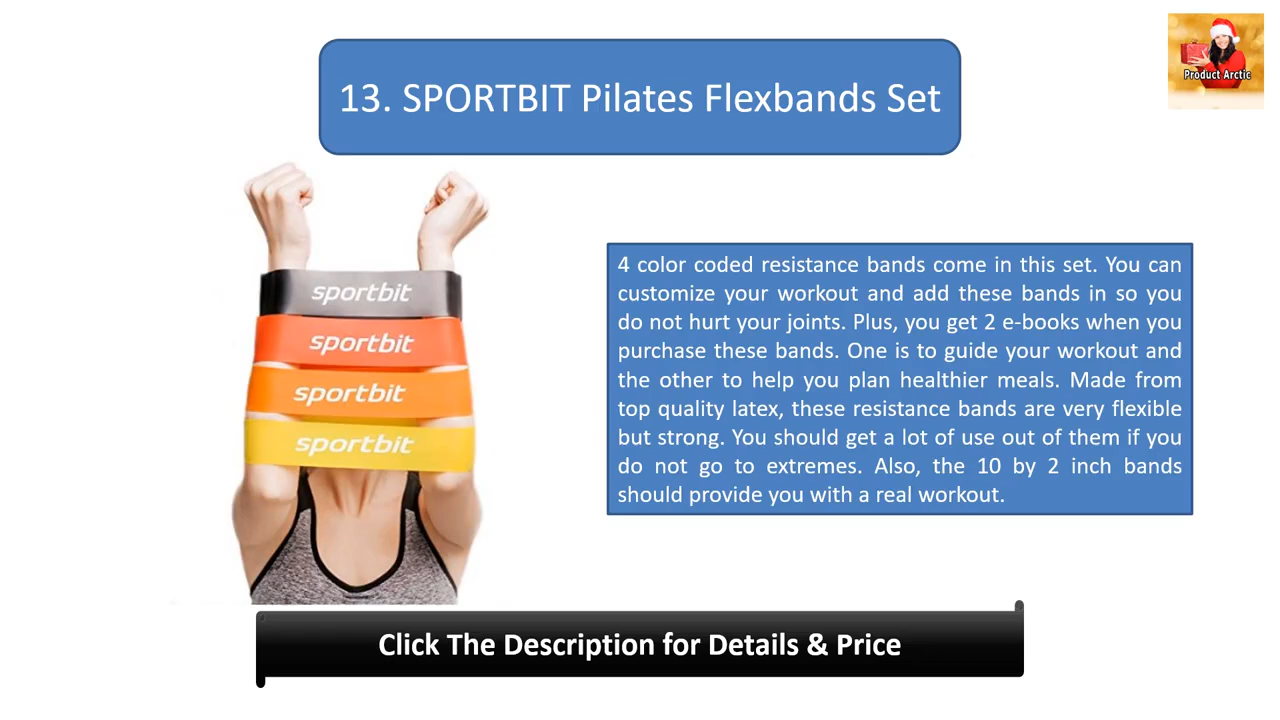 Product Arctic
13. SPORTBIT Pilates Flexbands Set
sportbit
sportbit
sportbit
sportbit
4 color coded resistance bands come in this set. You can
customize your workout and add these bands in so you
do not hurt your joints. Plus, you get 2 e-books when you
purchase these bands. One is to guide your workout and
the other to help you plan healthier meals. Made from
top quality latex, these resistance bands are very flexible
but strong. You should get a lot of use out of them if you
do not go to extremes. Also, the 10 by 2 inch bands
should provide you with a real workout.
Click The Description for Details & Price